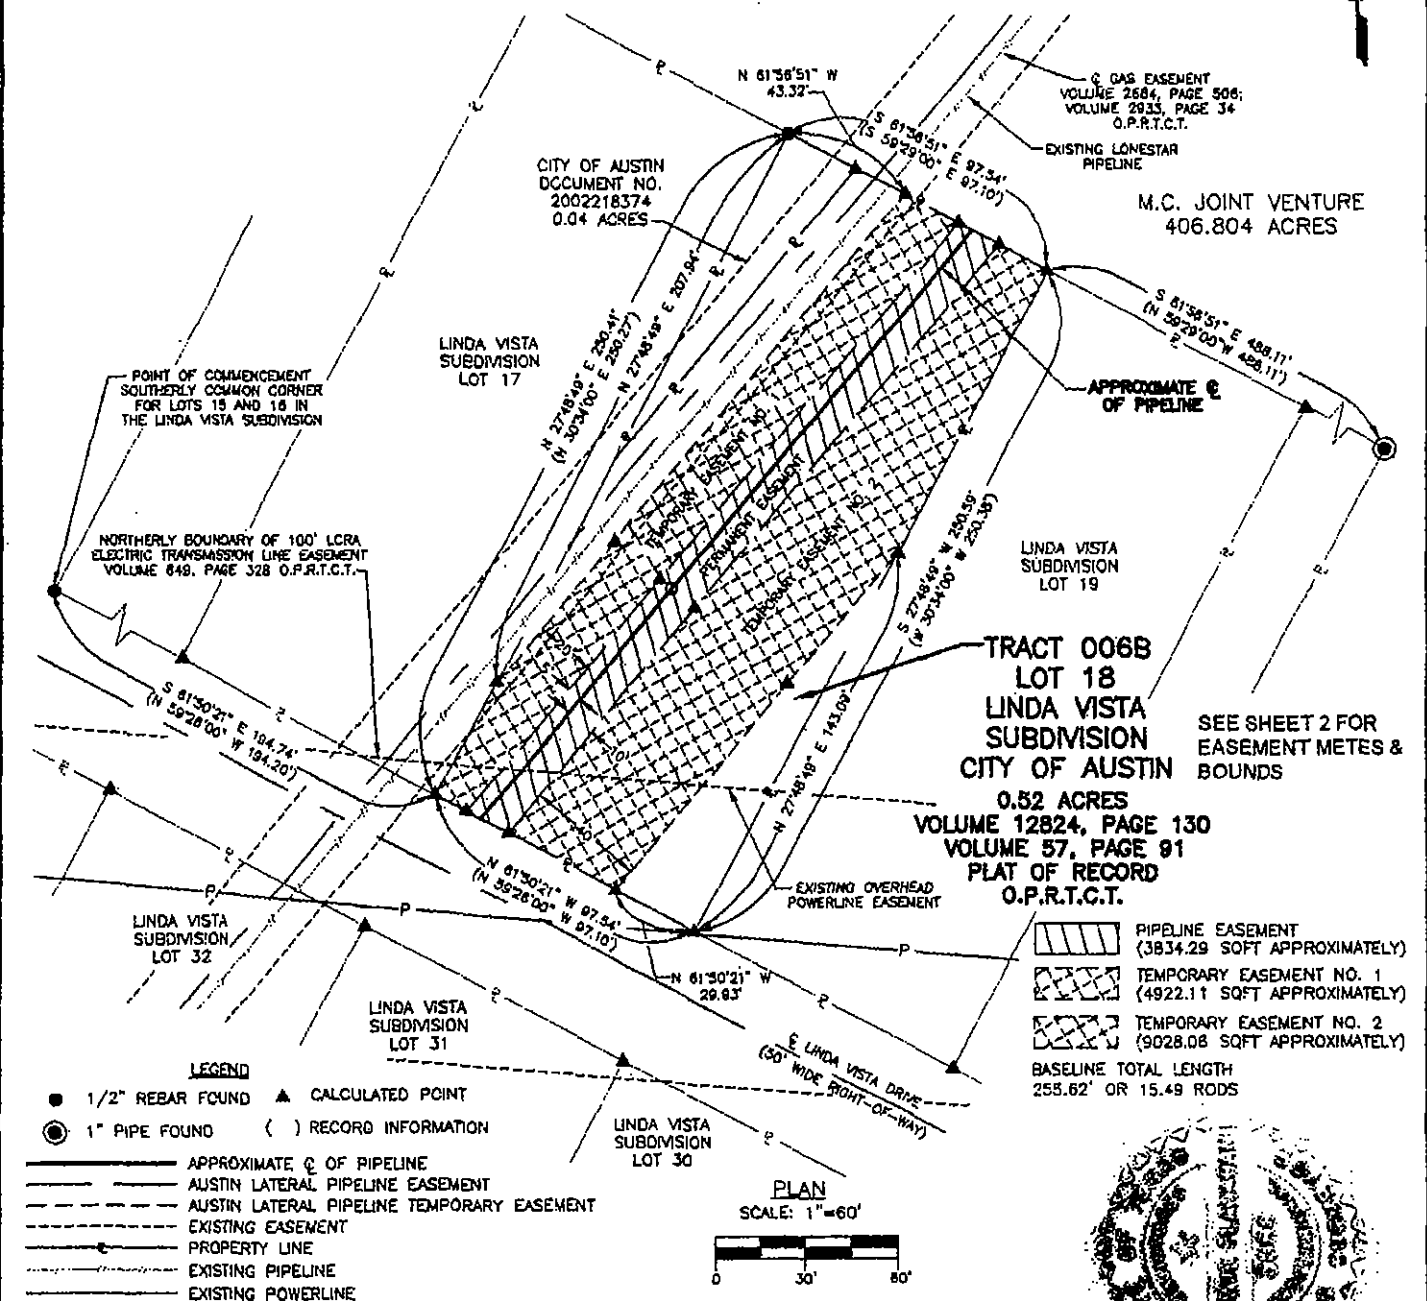 N 61°56'51" W
43.32'
℄ GAS EASEMENT
VOLUME 2684, PAGE 506;
VOLUME 2933, PAGE 34
O.P.R.T.C.T.
S 61°56'51" E 97.54'
(S 59°29'00" E 97.10')
EXISTING LONESTAR
PIPELINE
CITY OF AUSTIN
DOCUMENT NO.
2002218374
0.04 ACRES
M.C. JOINT VENTURE
406.804 ACRES
S 61°56'51" E 488.11'
(N 59°29'00" W 488.11')
N 27°48'49" E 250.41'
(N 30°34'00" E 250.27')
N 27°48'49" E 207.94'
LINDA VISTA
SUBDIVISION
LOT 17
POINT OF COMMENCEMENT
SOUTHERLY COMMON CORNER
FOR LOTS 15 AND 16 IN
THE LINDA VISTA SUBDIVISION
APPROXIMATE ℄
OF PIPELINE
TEMPORARY EASEMENT NO.
PERMANENT EASEMENT
TEMPORARY EASEMENT NO. 2
NORTHERLY BOUNDARY OF 100' LCRA
ELECTRIC TRANSMISSION LINE EASEMENT
VOLUME 649, PAGE 328 O.P.R.T.C.T.
LINDA VISTA
SUBDIVISION
LOT 19
S 27°48'49" W 250.59'
(W 30°34'00" W 250.38')
TRACT 006B
LOT 18
LINDA VISTA
SUBDIVISION
CITY OF AUSTIN
0.52 ACRES
VOLUME 12824, PAGE 130
VOLUME 57, PAGE 91
PLAT OF RECORD
O.P.R.T.C.T.
SEE SHEET 2 FOR
EASEMENT METES &
BOUNDS
S 61°50'21" E 194.74'
(N 59°26'00" W 194.20')
20'
N 27°48'49" E 143.09'
N 61°50'21" W 97.54'
(N 59°26'00" W 97.10')
EXISTING OVERHEAD
POWERLINE EASEMENT
P
P
P
LINDA VISTA
SUBDIVISION
LOT 32
N 61°50'21" W
29.93'
LINDA VISTA
SUBDIVISION
LOT 31
℄ LINDA VISTA DRIVE
(50' WIDE RIGHT-OF-WAY)
PIPELINE EASEMENT
(3834.29 SQFT APPROXIMATELY)
TEMPORARY EASEMENT NO. 1
(4922.11 SQFT APPROXIMATELY)
TEMPORARY EASEMENT NO. 2
(9028.06 SQFT APPROXIMATELY)
BASELINE TOTAL LENGTH
255.62' OR 15.49 RODS
LINDA VISTA
SUBDIVISION
LOT 30
LEGEND
1/2" REBAR FOUND
CALCULATED POINT
1" PIPE FOUND
( ) RECORD INFORMATION
APPROXIMATE ℄ OF PIPELINE
AUSTIN LATERAL PIPELINE EASEMENT
AUSTIN LATERAL PIPELINE TEMPORARY EASEMENT
EXISTING EASEMENT
PROPERTY LINE
EXISTING PIPELINE
EXISTING POWERLINE
PLAN
SCALE: 1"=60'
0 30' 60'